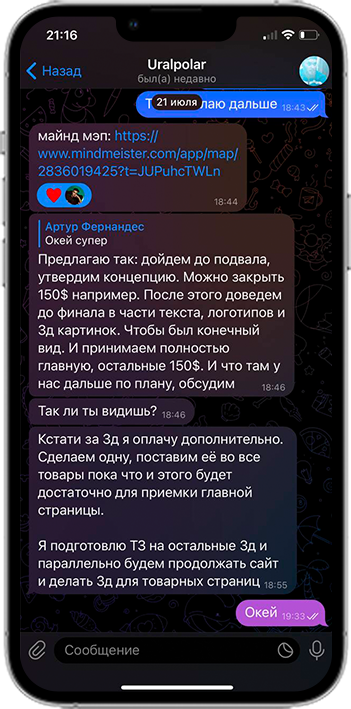 21:16
Назад
Uralpolar
был(а) недавно
21 июля
дальше 18:43
майнд мэп: https://
www.mindmeister.com/app/map/
2836019425?t=JUPuhcTWLn
18:44
Артур Фернандес
Окей супер
Предлагаю так: дойдем до подвала,
утвердим концепцию. Можно закрыть
150$ например. После этого доведем
до финала в части текста, логотипов и
3д картинок. Чтобы был конечный
вид. И принимаем полностью
главную, остальные 150$. И что там у
нас дальше по плану, обсудим 18:46
Так ли ты видишь? 18:46
Кстати за 3д я оплачу дополнительно.
Сделаем одну, поставим её во все
товары пока что и этого будет
достаточно для приемки главной
страницы.
Я подготовлю ТЗ на остальные 3д и
параллельно будем продолжать сайт
и делать 3д для товарных страниц 18:55
Окей 19:33
Сообщение